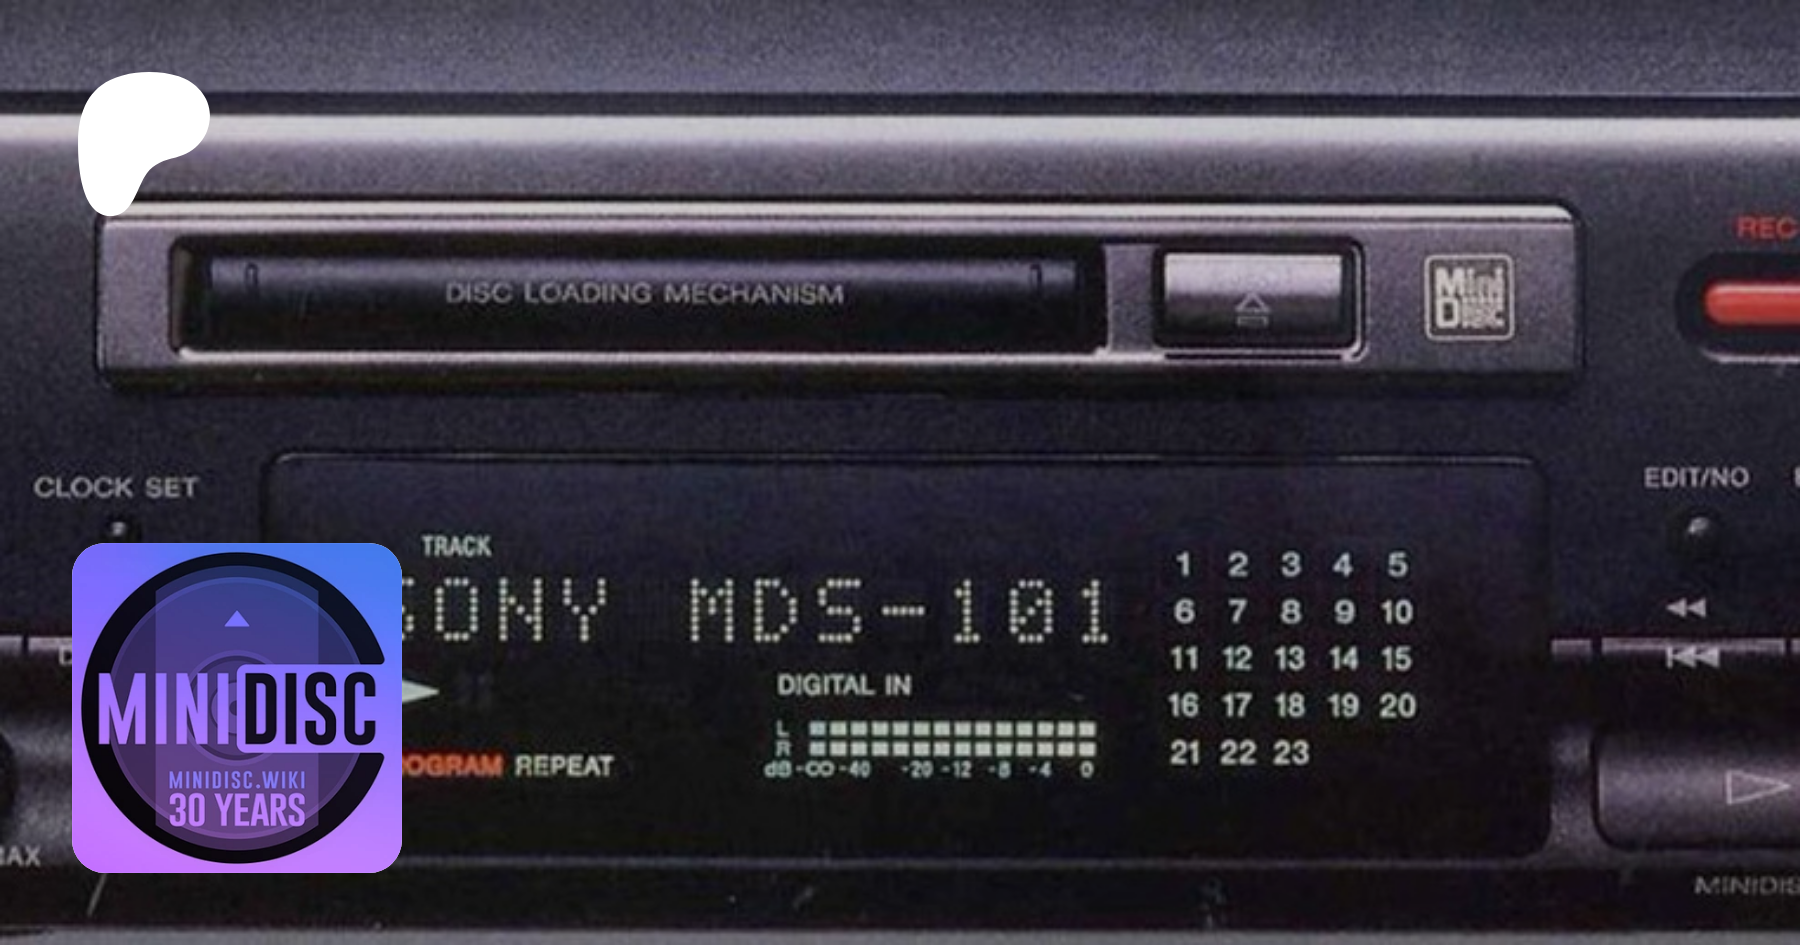 REC
DISC LOADING MECHANISM
Mini
Disc
CLOCK SET
EDIT/NO
TRACK
SONY MDS-101
1 2 3 4 5
6 7 8 9 10
11 12 13 14 15
16 17 18 19 20
21 22 23
DIGITAL IN
L
R
dB -∞ -40 -20 -12 -8 -4 0
OGRAM REPEAT
MINIDISC
MINIDISC.WIKI
30 YEARS
AX
MINIDIS